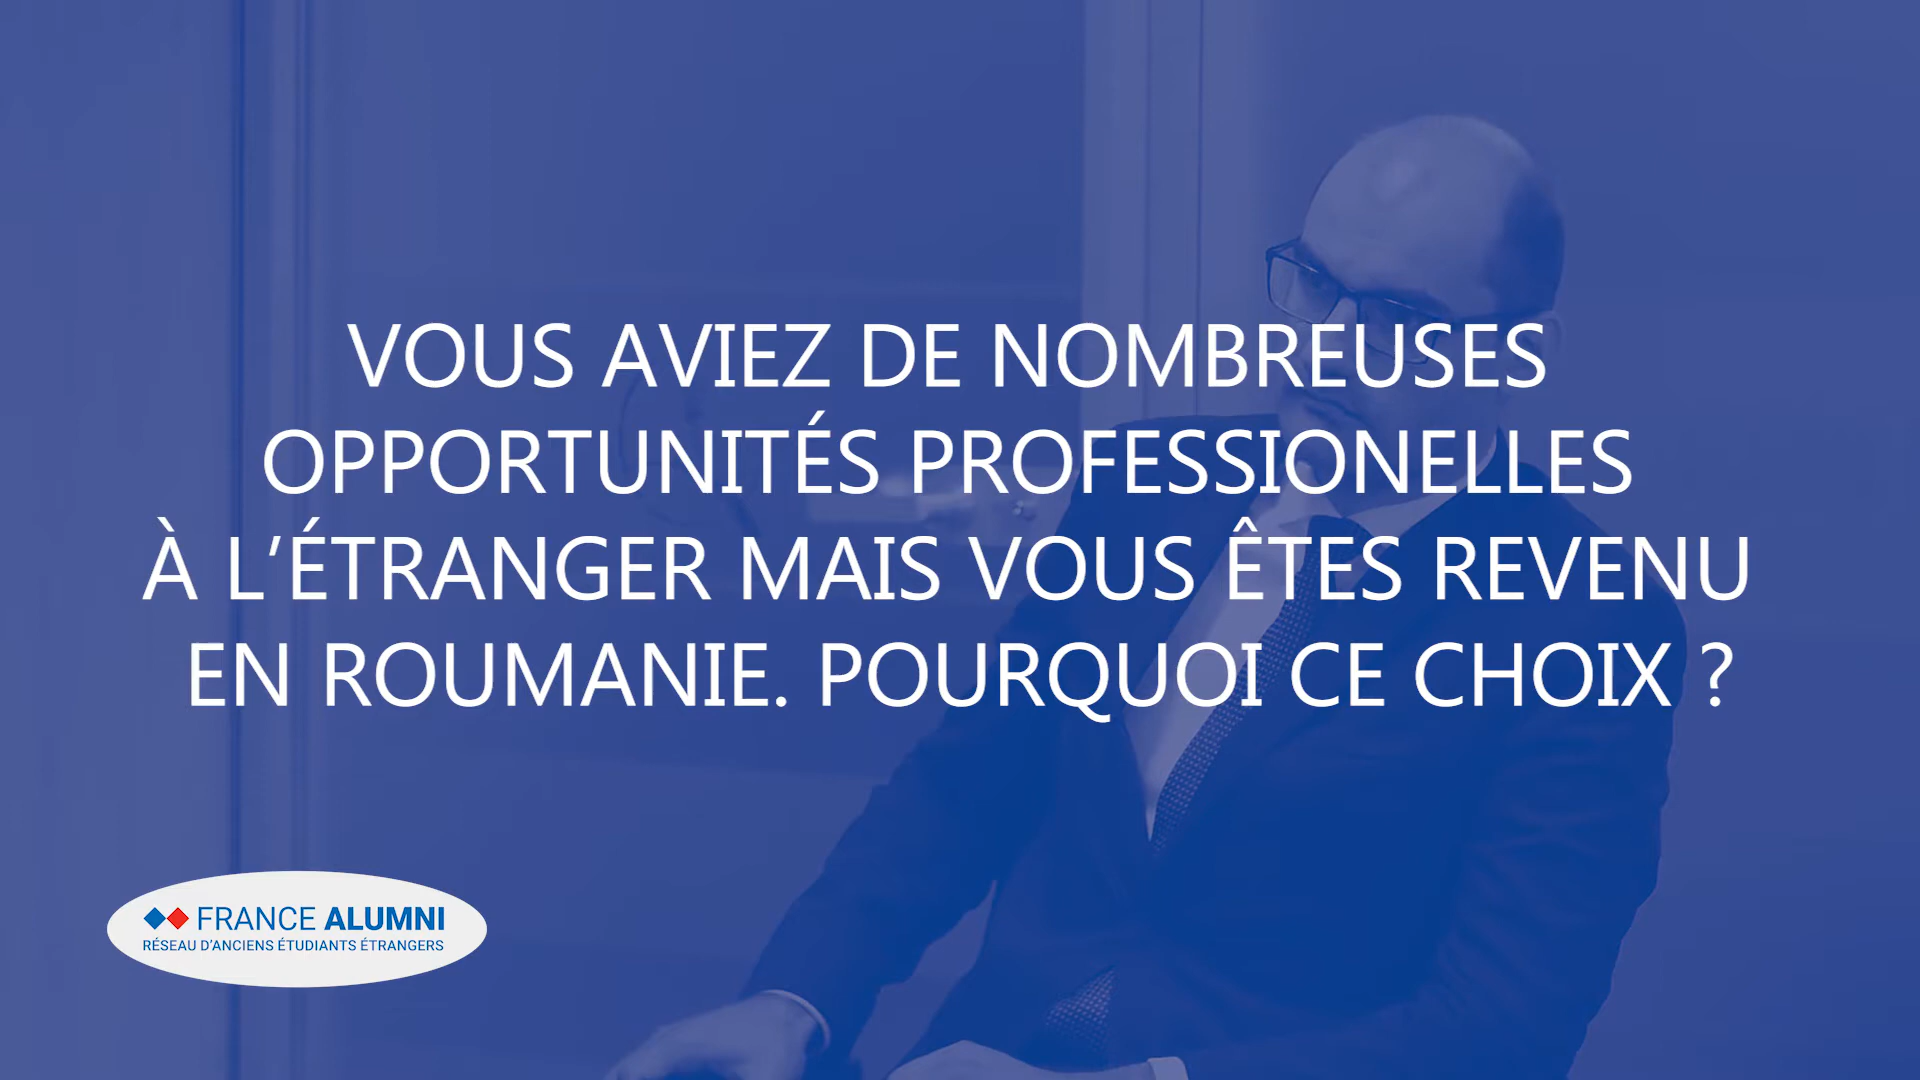 VOUS AVIEZ DE NOMBREUSES
OPPORTUNITÉS PROFESSIONELLES
À L’ÉTRANGER MAIS VOUS ÊTES REVENU
EN ROUMANIE. POURQUOI CE CHOIX ?
FRANCE ALUMNI
RÉSEAU D’ANCIENS ÉTUDIANTS ÉTRANGERS